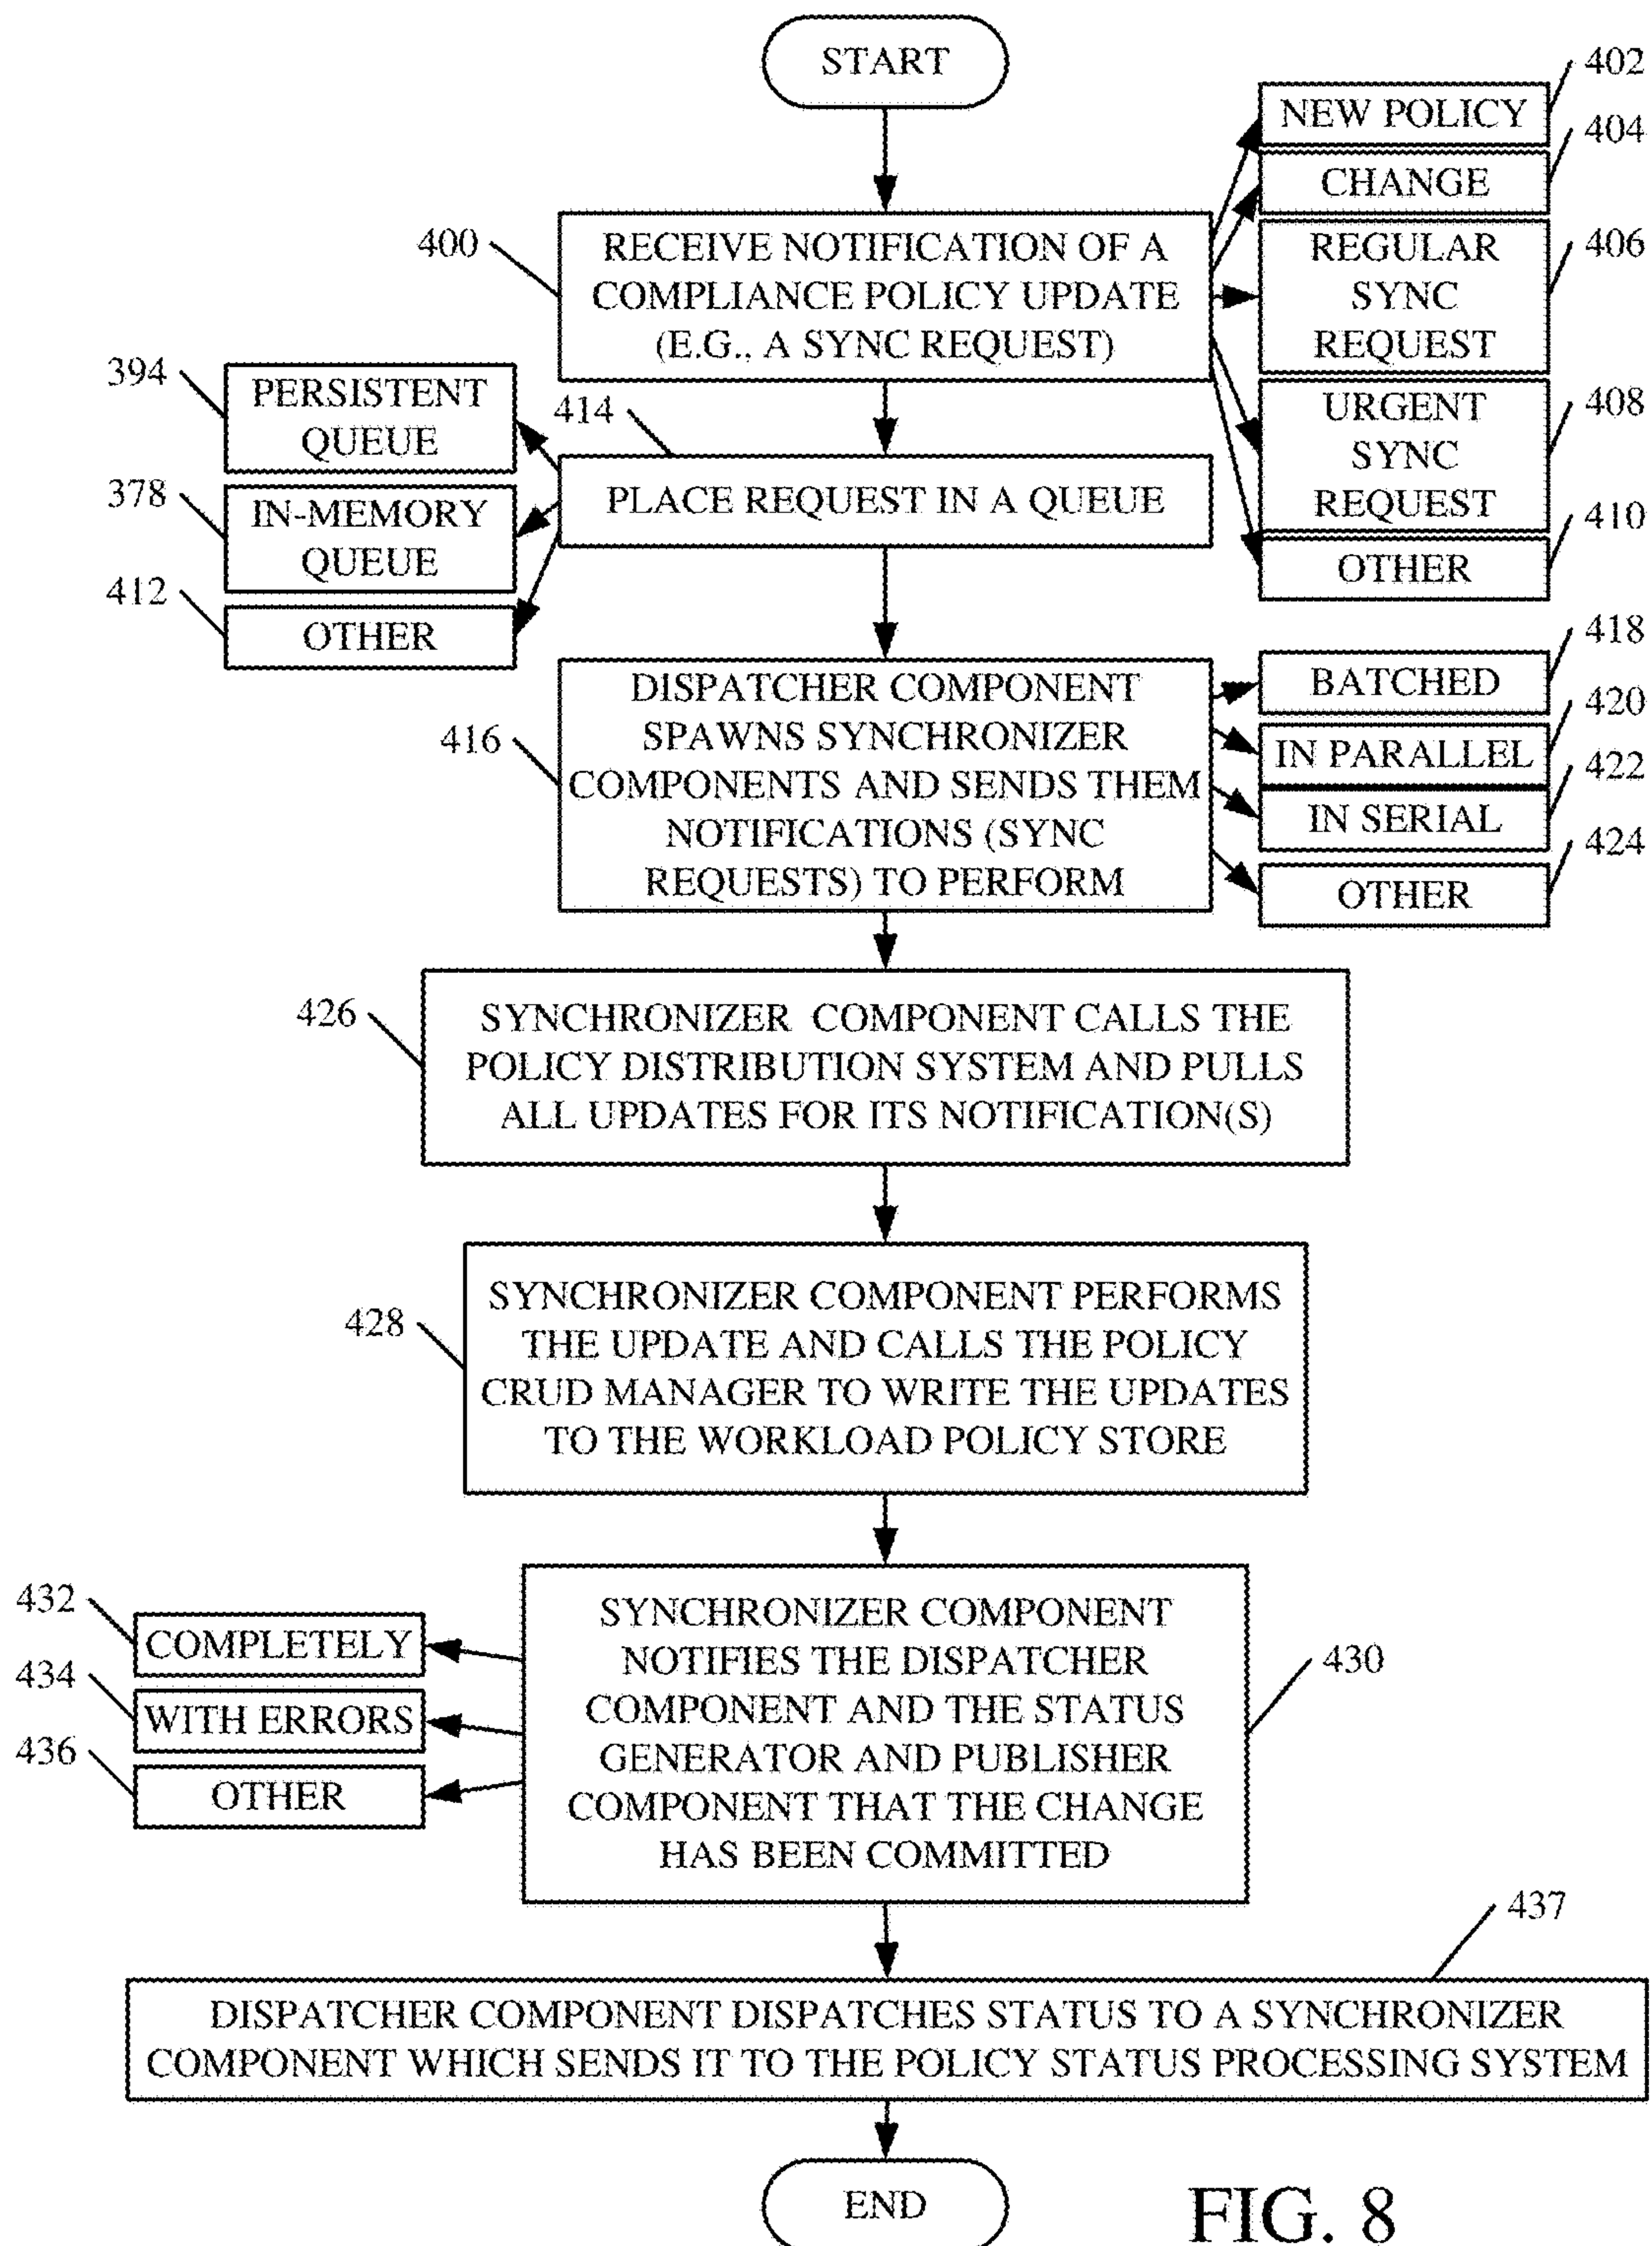 START
402
NEW POLICY
404
CHANGE
400
RECEIVE NOTIFICATION OF A
COMPLIANCE POLICY UPDATE
(E.G., A SYNC REQUEST)
406
REGULAR
SYNC
REQUEST
408
URGENT
SYNC
REQUEST
410
OTHER
394
PERSISTENT
QUEUE
414
PLACE REQUEST IN A QUEUE
378
IN-MEMORY
QUEUE
412
OTHER
416
DISPATCHER COMPONENT
SPAWNS SYNCHRONIZER
COMPONENTS AND SENDS THEM
NOTIFICATIONS (SYNC
REQUESTS) TO PERFORM
418
BATCHED
420
IN PARALLEL
422
IN SERIAL
424
OTHER
426
SYNCHRONIZER COMPONENT CALLS THE
POLICY DISTRIBUTION SYSTEM AND PULLS
ALL UPDATES FOR ITS NOTIFICATION(S)
428
SYNCHRONIZER COMPONENT PERFORMS
THE UPDATE AND CALLS THE POLICY
CRUD MANAGER TO WRITE THE UPDATES
TO THE WORKLOAD POLICY STORE
432
COMPLETELY
434
WITH ERRORS
436
OTHER
SYNCHRONIZER COMPONENT
NOTIFIES THE DISPATCHER
COMPONENT AND THE STATUS
GENERATOR AND PUBLISHER
COMPONENT THAT THE CHANGE
HAS BEEN COMMITTED
430
437
DISPATCHER COMPONENT DISPATCHES STATUS TO A SYNCHRONIZER
COMPONENT WHICH SENDS IT TO THE POLICY STATUS PROCESSING SYSTEM
END
FIG. 8